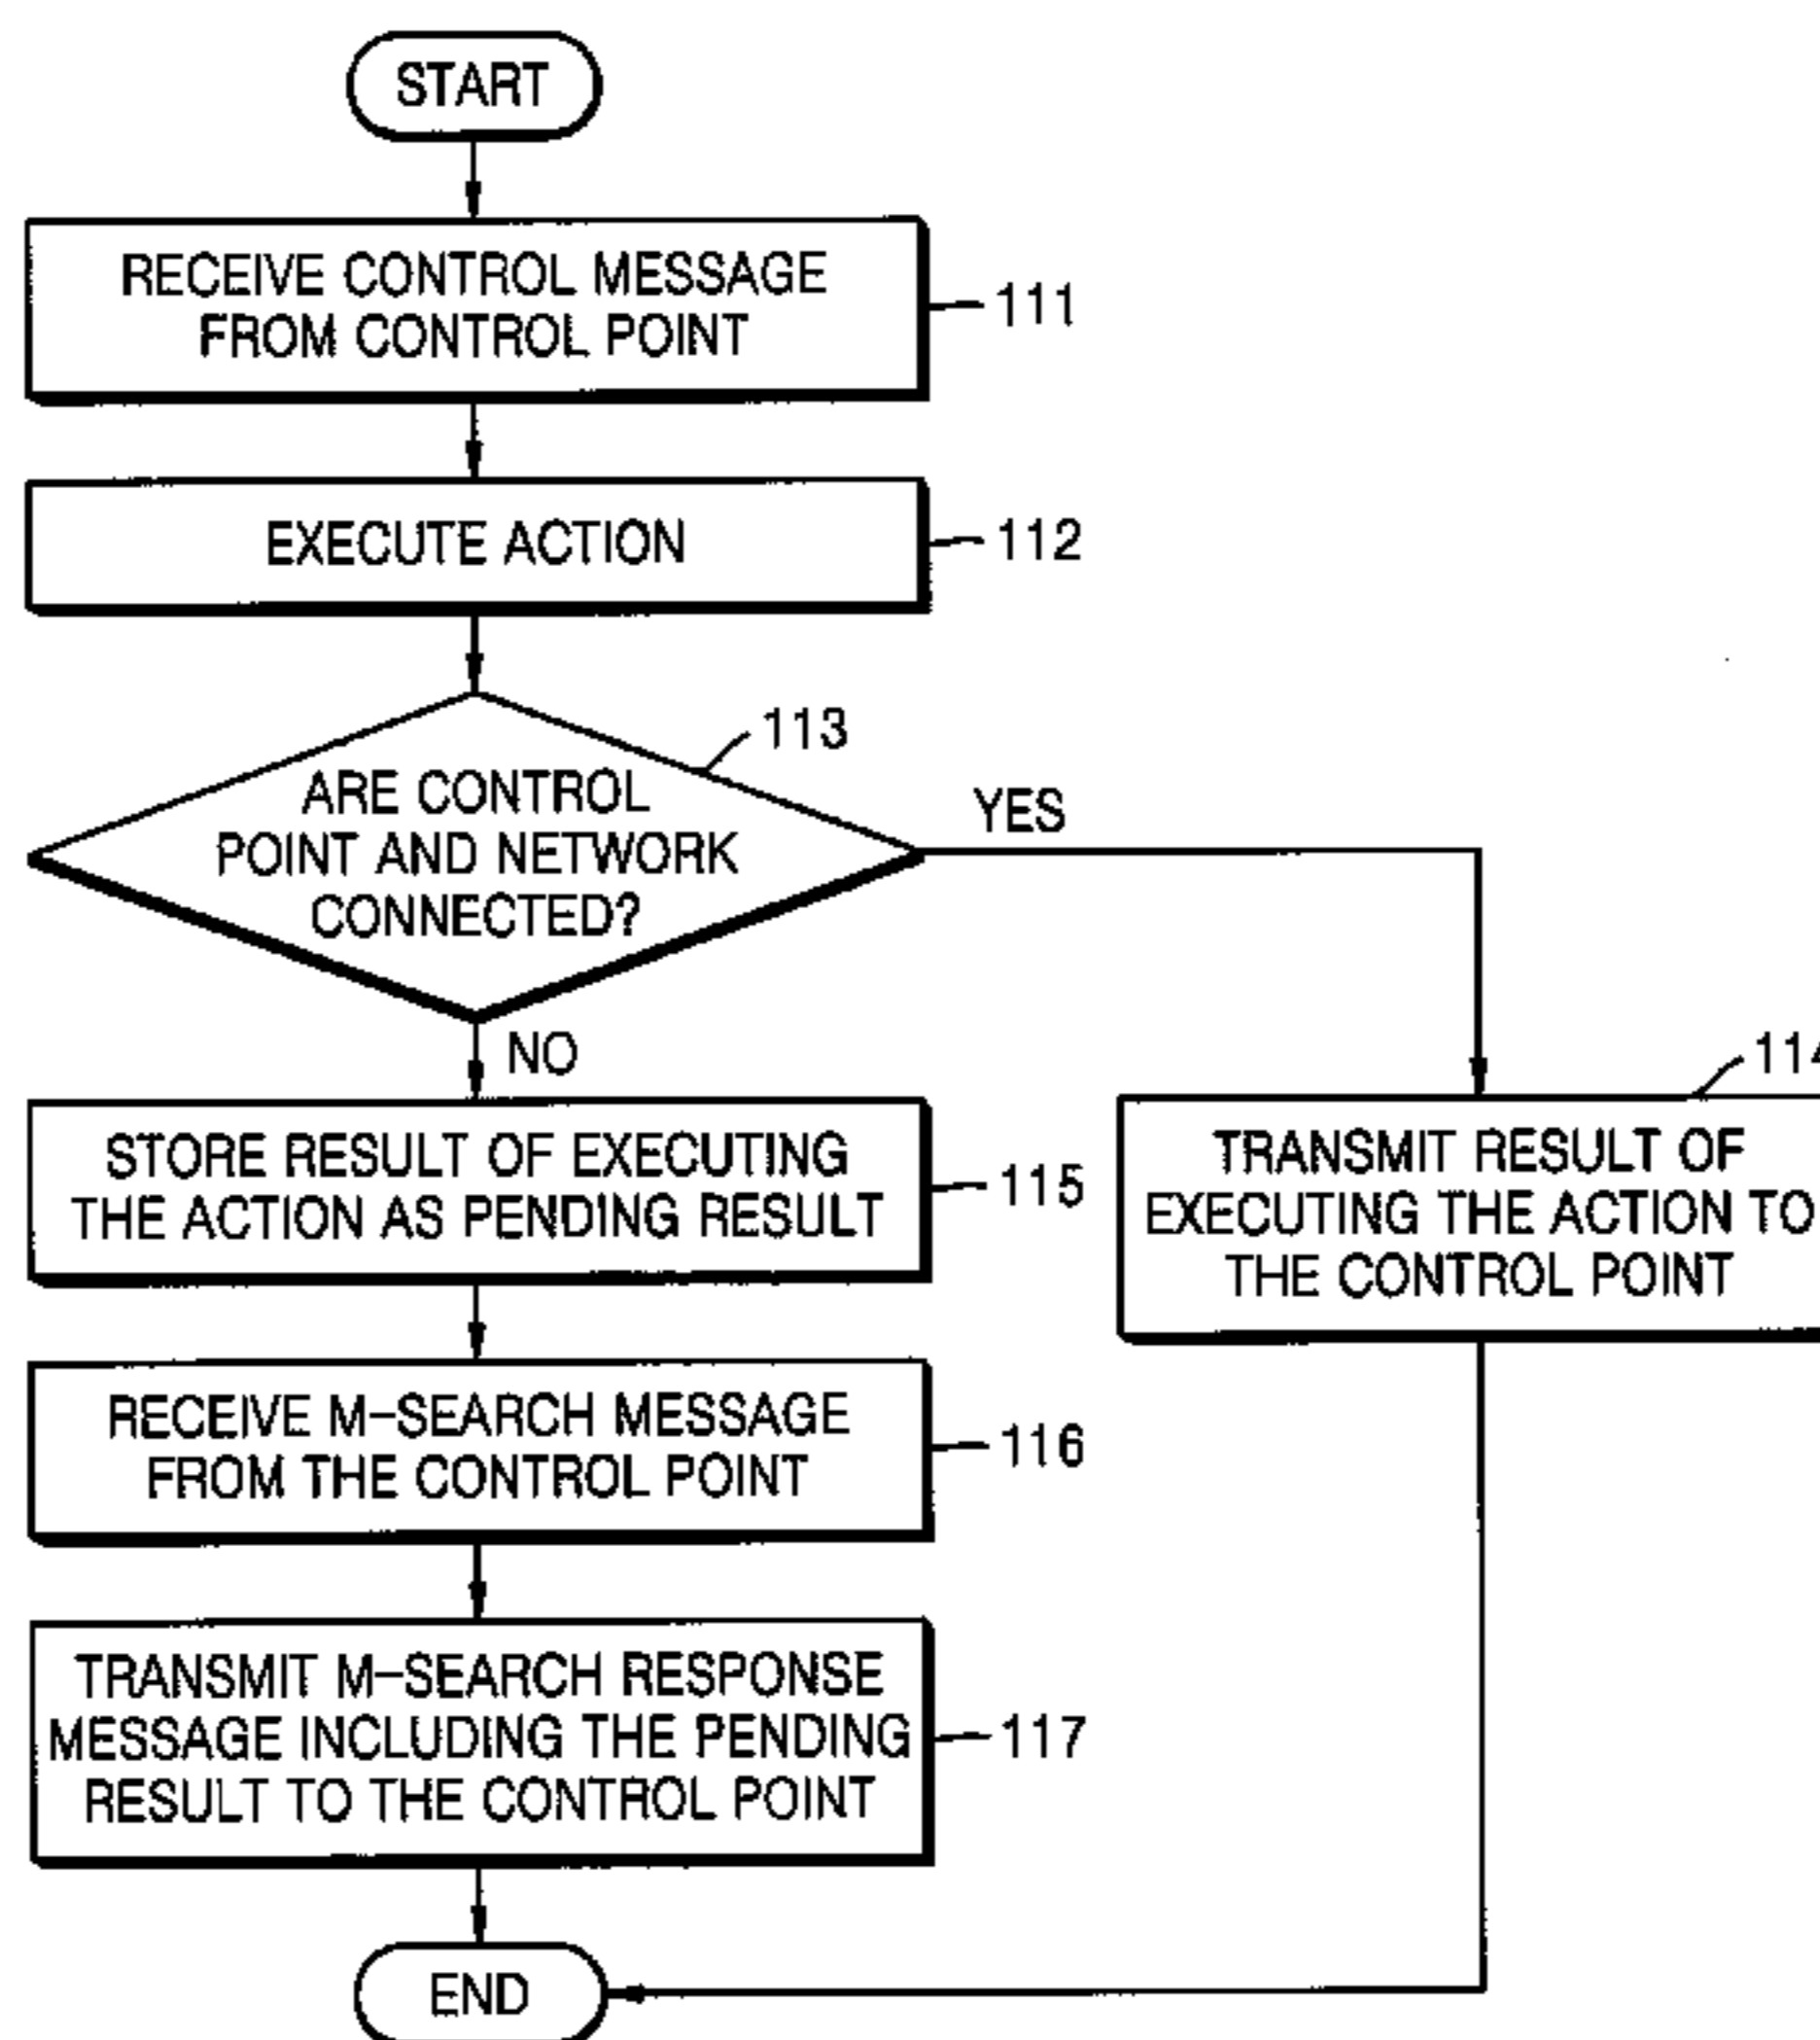 START
RECEIVE CONTROL MESSAGE
FROM CONTROL POINT
111
EXECUTE ACTION
112
113
ARE CONTROL
POINT AND NETWORK
CONNECTED?
YES
NO
114
TRANSMIT RESULT OF
EXECUTING THE ACTION TO
THE CONTROL POINT
STORE RESULT OF EXECUTING
THE ACTION AS PENDING RESULT
115
RECEIVE M-SEARCH MESSAGE
FROM THE CONTROL POINT
116
TRANSMIT M-SEARCH RESPONSE
MESSAGE INCLUDING THE PENDING
RESULT TO THE CONTROL POINT
117
END